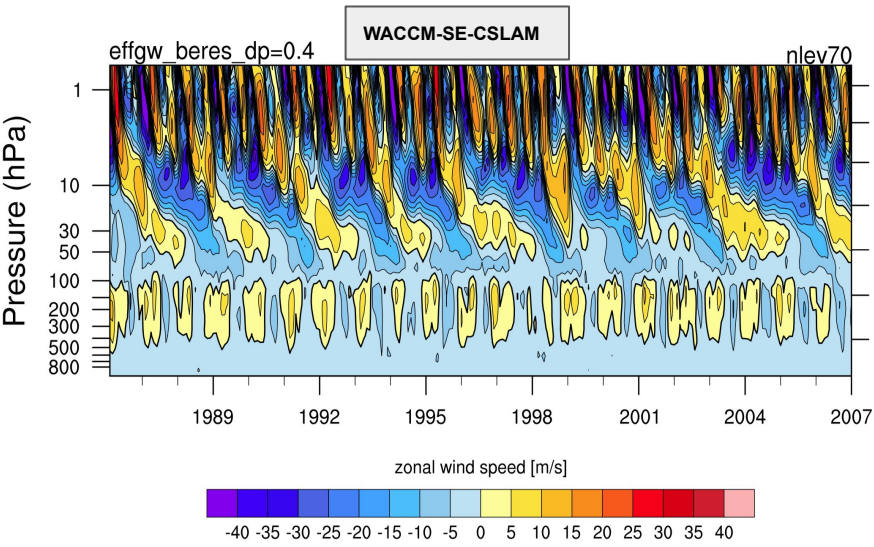 WACCM-SE-CSLAM
effgw_beres_dp=0.4
nlev70
Pressure (hPa)
1
10
30
50
100
200
300
500
800
1989 1992 1995 1998 2001 2004 2007
zonal wind speed [m/s]
-40 -35 -30 -25 -20 -15 -10 -5 0 5 10 15 20 25 30 35 40